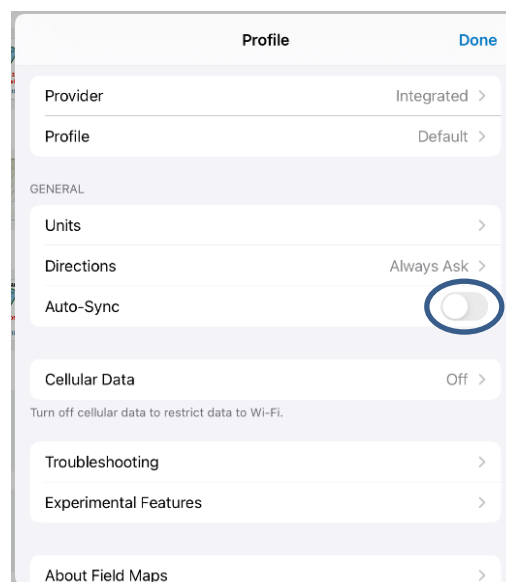 Profile
Done
Provider
Integrated
Profile
Default
GENERAL
Units
Directions
Always Ask
Auto-Sync
Cellular Data
Off
Turn off cellular data to restrict data to Wi-Fi.
Troubleshooting
Experimental Features
About Field Maps